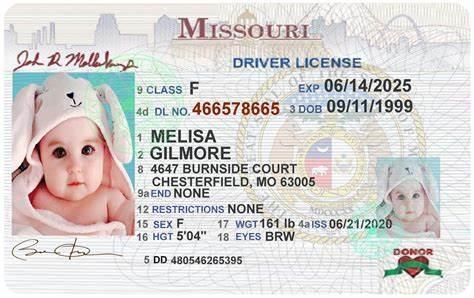 MISSOURI
DRIVER LICENSE
9 CLASS F EXP 06/14/2025
4d DL NO. 466578665 3 DOB 09/11/1999
1 MELISA
2 GILMORE
8 4647 BURNSIDE COURT
CHESTERFIELD, MO 63005
9a END NONE
12 RESTRICTIONS NONE
15 SEX F 17 WGT 161 lb 4a ISS 06/21/2020
16 HGT 5'04" 18 EYES BRW
5 DD 480546265395
DONOR